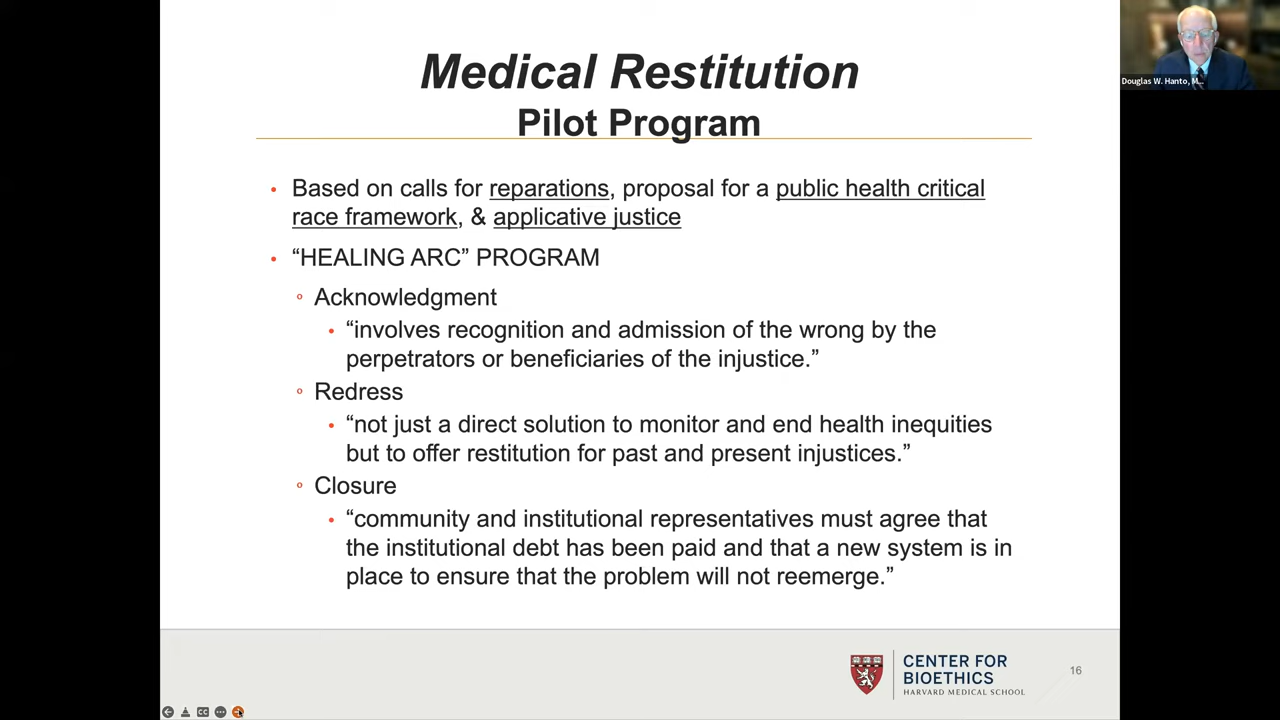 Medical Restitution
Pilot Program
• Based on calls for reparations, proposal for a public health critical
race framework, & applicative justice
• “HEALING ARC” PROGRAM
Acknowledgment
• “involves recognition and admission of the wrong by the
perpetrators or beneficiaries of the injustice.”
Redress
• “not just a direct solution to monitor and end health inequities
but to offer restitution for past and present injustices.”
Closure
• “community and institutional representatives must agree that
the institutional debt has been paid and that a new system is in
place to ensure that the problem will not reemerge.”
CENTER FOR
BIOETHICS
HARVARD MEDICAL SCHOOL
16
Douglas W. Hanto, M...
CC